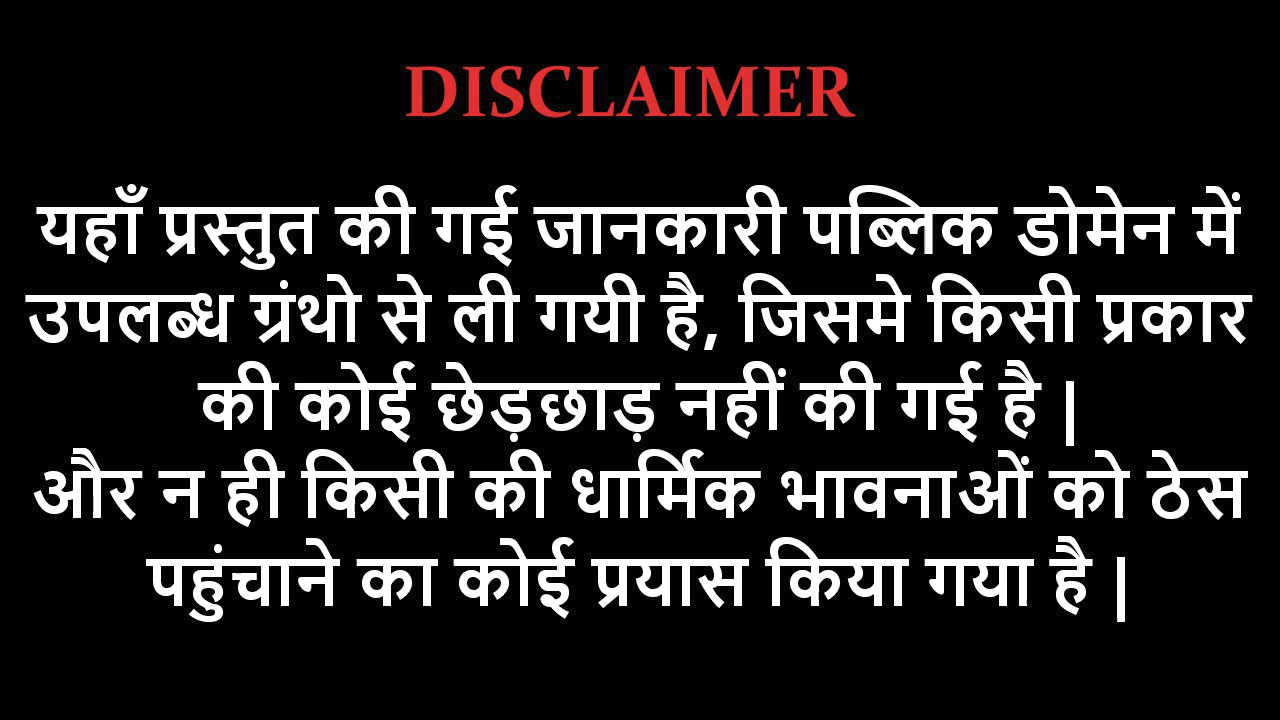 DISCLAIMER
यहाँ प्रस्तुत की गई जानकारी पब्लिक डोमेन में
उपलब्ध ग्रंथो से ली गयी है, जिसमे किसी प्रकार
की कोई छेड़छाड़ नहीं की गई है |
और न ही किसी की धार्मिक भावनाओं को ठेस
पहुंचाने का कोई प्रयास किया गया है |